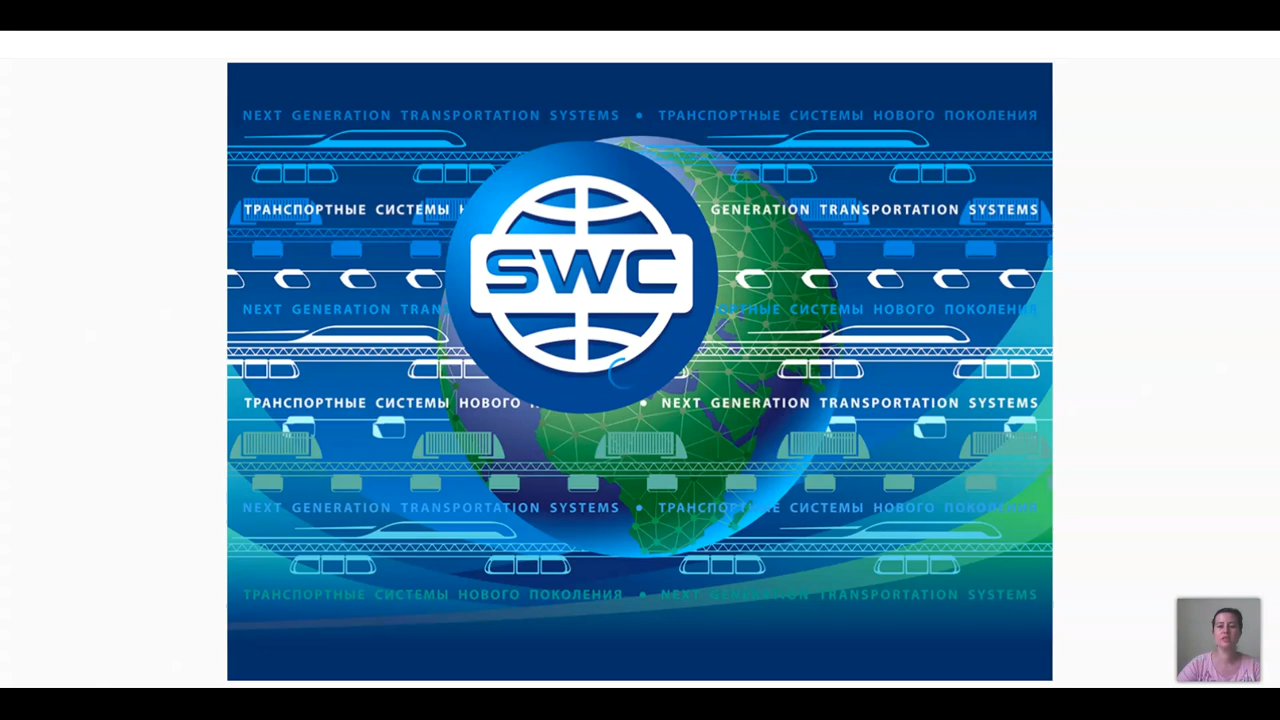 NEXT GENERATION TRANSPORTATION SYSTEMS • ТРАНСПОРТНЫЕ СИСТЕМЫ НОВОГО ПОКОЛЕНИЯ
ТРАНСПОРТНЫЕ СИСТЕМЫ GENERATION TRANSPORTATION SYSTEMS
SWC
NEXT GENERATION СИСТЕМЫ НОВОГО ПОКОЛЕНИЯ
ТРАНСПОРТНЫЕ СИСТЕМЫ НОВОГО • NEXT GENERATION TRANSPORTATION SYSTEMS
NEXT GENERATION TRANSPORTATION SYSTEMS • ТРАНСПОРТНЫЕ СИСТЕМЫ НОВОГО ПОКОЛЕНИЯ
ТРАНСПОРТНЫЕ СИСТЕМЫ НОВОГО ПОКОЛЕНИЯ • NEXT GENERATION TRANSPORTATION SYSTEMS